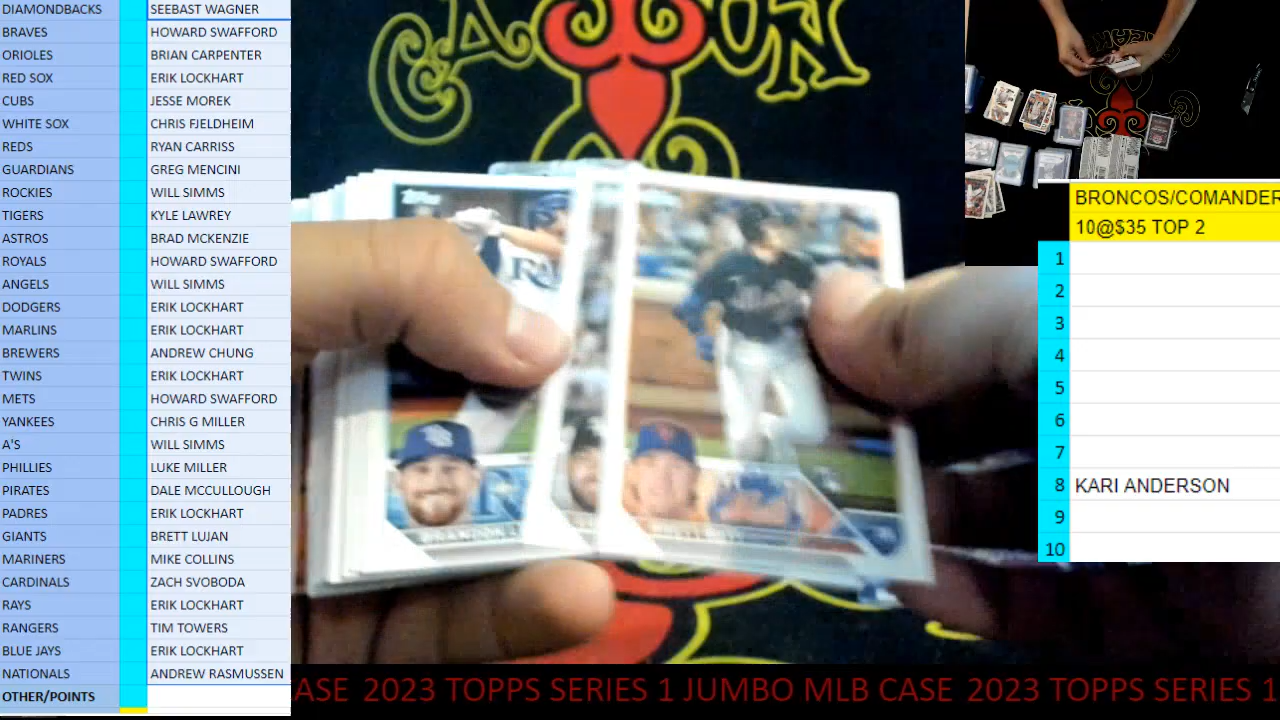 DIAMONDBACKS SEEBAST WAGNER
BRAVES HOWARD SWAFFORD
ORIOLES BRIAN CARPENTER
RED SOX ERIK LOCKHART
CUBS JESSE MOREK
WHITE SOX CHRIS FJELDHEIM
REDS RYAN CARRISS
GUARDIANS GREG MENCINI
ROCKIES WILL SIMMS
TIGERS KYLE LAWREY
ASTROS BRAD MCKENZIE
ROYALS HOWARD SWAFFORD
ANGELS WILL SIMMS
DODGERS ERIK LOCKHART
MARLINS ERIK LOCKHART
BREWERS ANDREW CHUNG
TWINS ERIK LOCKHART
METS HOWARD SWAFFORD
YANKEES CHRIS G MILLER
A'S WILL SIMMS
PHILLIES LUKE MILLER
PIRATES DALE MCCULLOUGH
PADRES ERIK LOCKHART
GIANTS BRETT LUJAN
MARINERS MIKE COLLINS
CARDINALS ZACH SVOBODA
RAYS ERIK LOCKHART
RANGERS TIM TOWERS
BLUE JAYS ERIK LOCKHART
NATIONALS ANDREW RASMUSSEN
OTHER/POINTS
topps
BRANDON
BRONCOS/COMANDER
10@$35 TOP 2
1
2
3
4
5
6
7
8 KARI ANDERSON
9
10
ASE 2023 TOPPS SERIES 1 JUMBO MLB CASE 2023 TOPPS SERIES 1